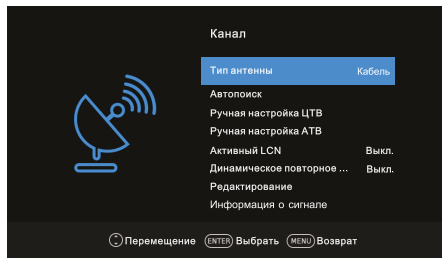 Канал
Тип антенны Кабель
Автопоиск
Ручная настройка ЦТВ
Ручная настройка АТВ
Активный LCN Выкл.
Динамическое повторное ... Выкл.
Редактирование
Информация о сигнале
Перемещение ENTER Выбрать MENU Возврат